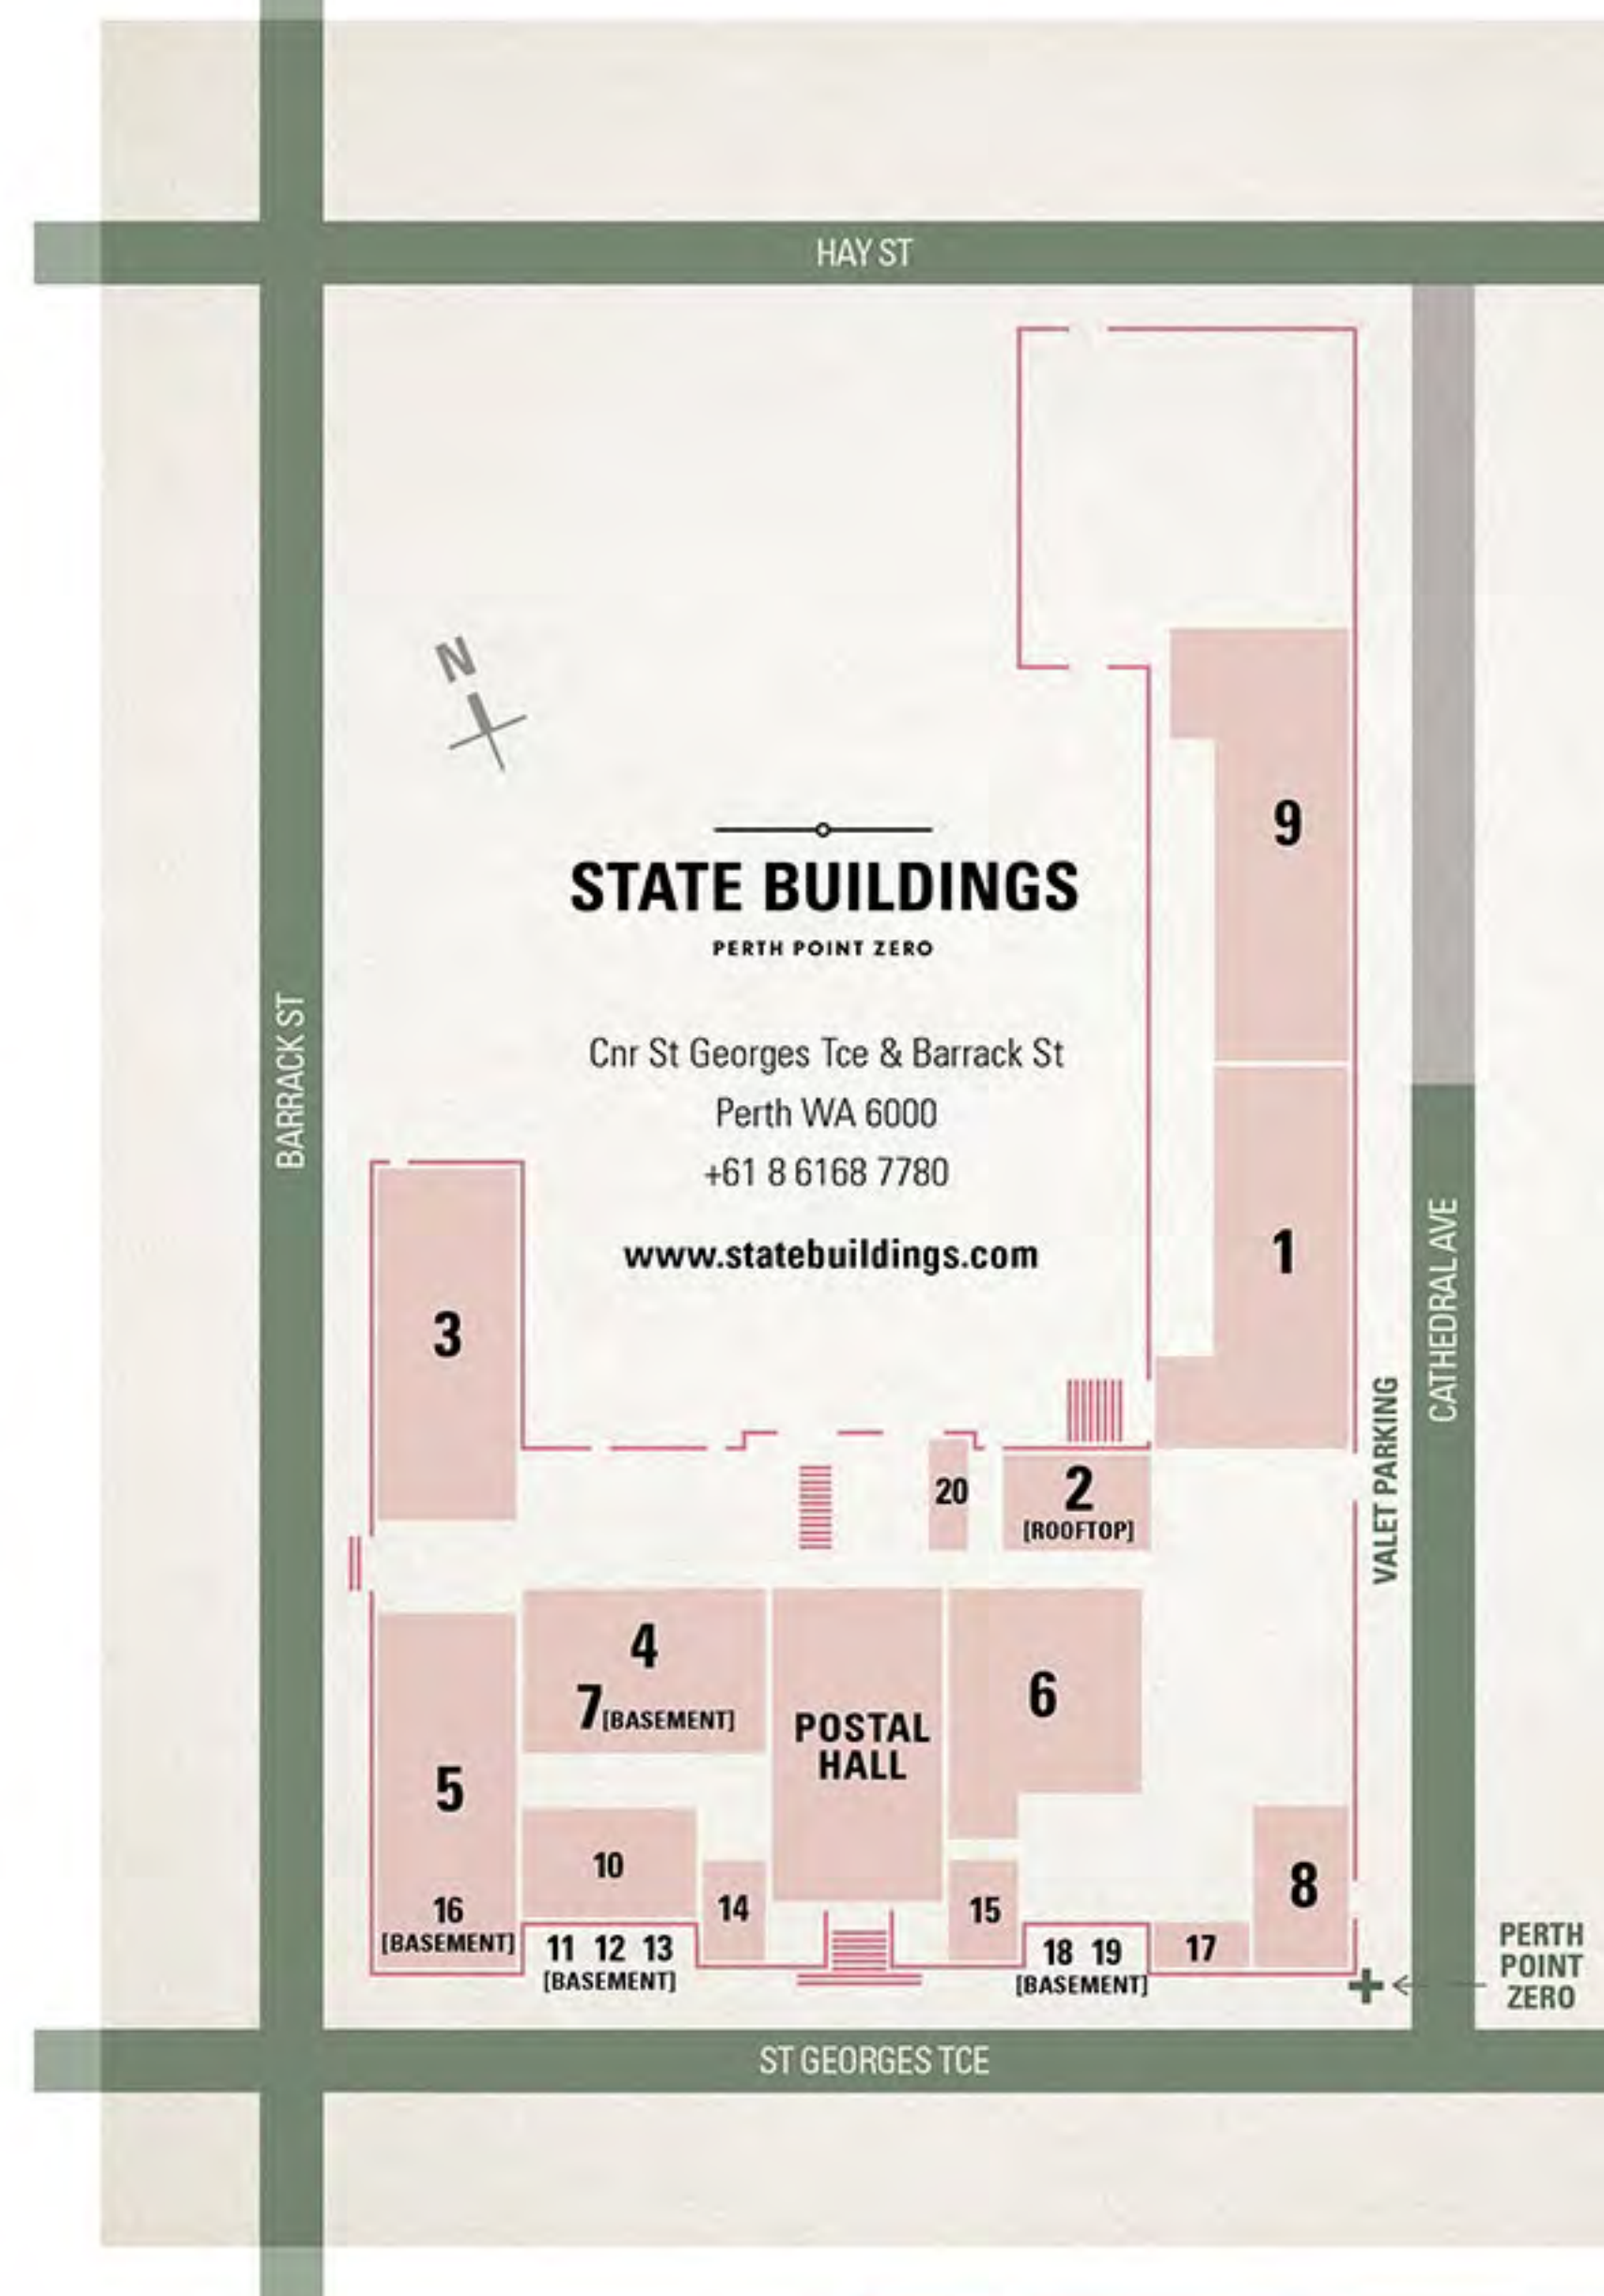 HAY ST
N
9
STATE BUILDINGS
PERTH POINT ZERO
Cnr St Georges Tce & Barrack St
Perth WA 6000
+61 8 6168 7780
www.statebuildings.com
BARRACK ST
1
CATHEDRAL AVE
VALET PARKING
3
20
2
[ROOFTOP]
4
7 [BASEMENT]
POSTAL
HALL
6
5
10
8
16
[BASEMENT]
14
15
11 12 13
[BASEMENT]
18 19
[BASEMENT]
17
PERTH
POINT
ZERO
ST GEORGES TCE